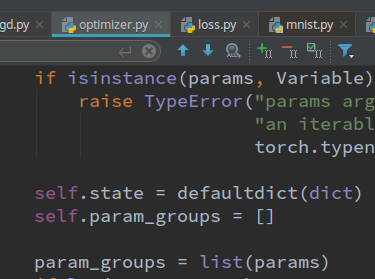 gd.py optimizer.py loss.py mnist.py
if isinstance(params, Variable)
raise TypeError("params arg
"an iterabl
torch.typen
self.state = defaultdict(dict)
self.param_groups = []
param_groups = list(params)